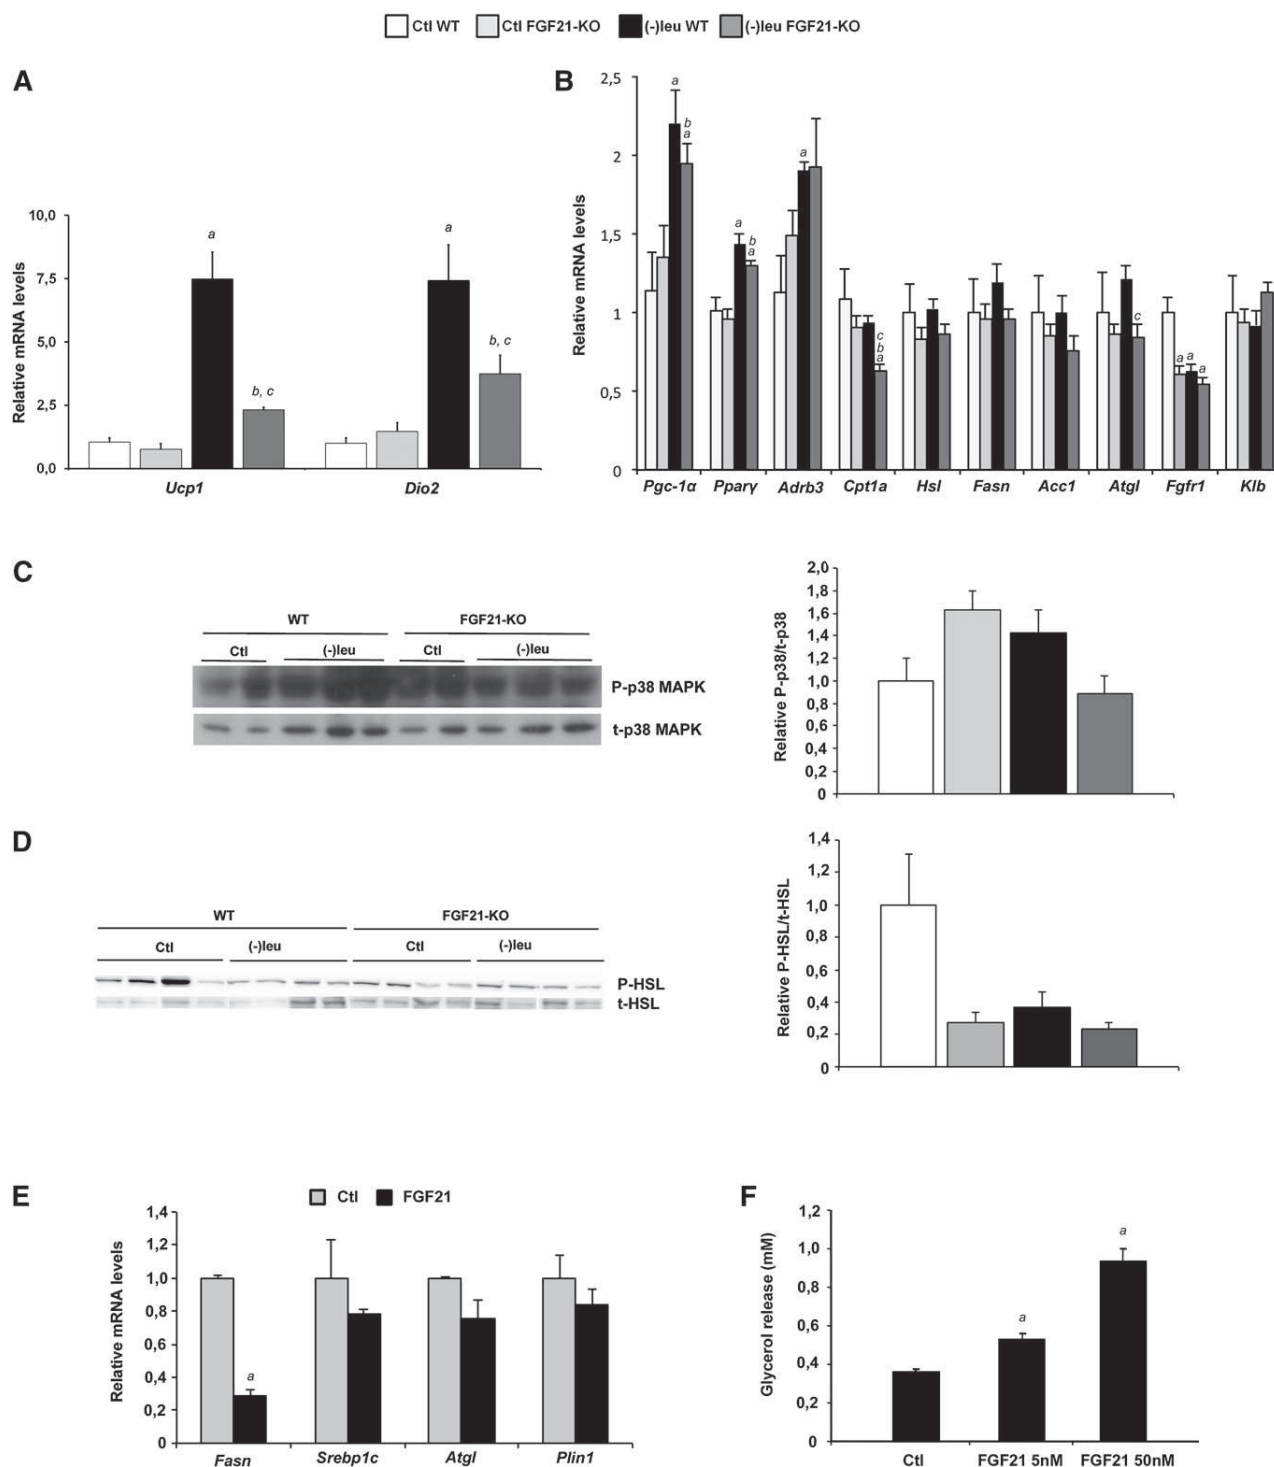 Ctl WT Ctl FGF21-KO (-)leu WT (-)leu FGF21-KO
A
Relative mRNA levels
10,0
7,5
5,0
2,5
0,0
a
b, c
a
b, c
Ucp1 Dio2
B
Relative mRNA levels
2,5
2
1,5
1
0,5
0
a
b
a
a
b
a
a
c
b
a
c
a a a
Pgc-1α Pparγ Adrb3 Cpt1a Hsl Fasn Acc1 Atgl Fgfr1 Klb
C
WT FGF21-KO
Ctl (-)leu Ctl (-)leu
P-p38 MAPK
t-p38 MAPK
Relative P-p38/t-p38
2,0
1,8
1,6
1,4
1,2
1,0
0,8
0,6
0,4
0,2
0
D
WT FGF21-KO
Ctl (-)leu Ctl (-)leu
P-HSL
t-HSL
Relative P-HSL/t-HSL
1,4
1,2
1,0
0,8
0,6
0,4
0,2
0
E
Ctl FGF21
Relative mRNA levels
1,4
1,2
1,0
0,8
0,6
0,4
0,2
0
a
Fasn Srebp1c Atgl Plin1
F
Glycerol release (mM)
1,2
1,0
0,8
0,6
0,4
0,2
0
a
a
Ctl FGF21 5nM FGF21 50nM